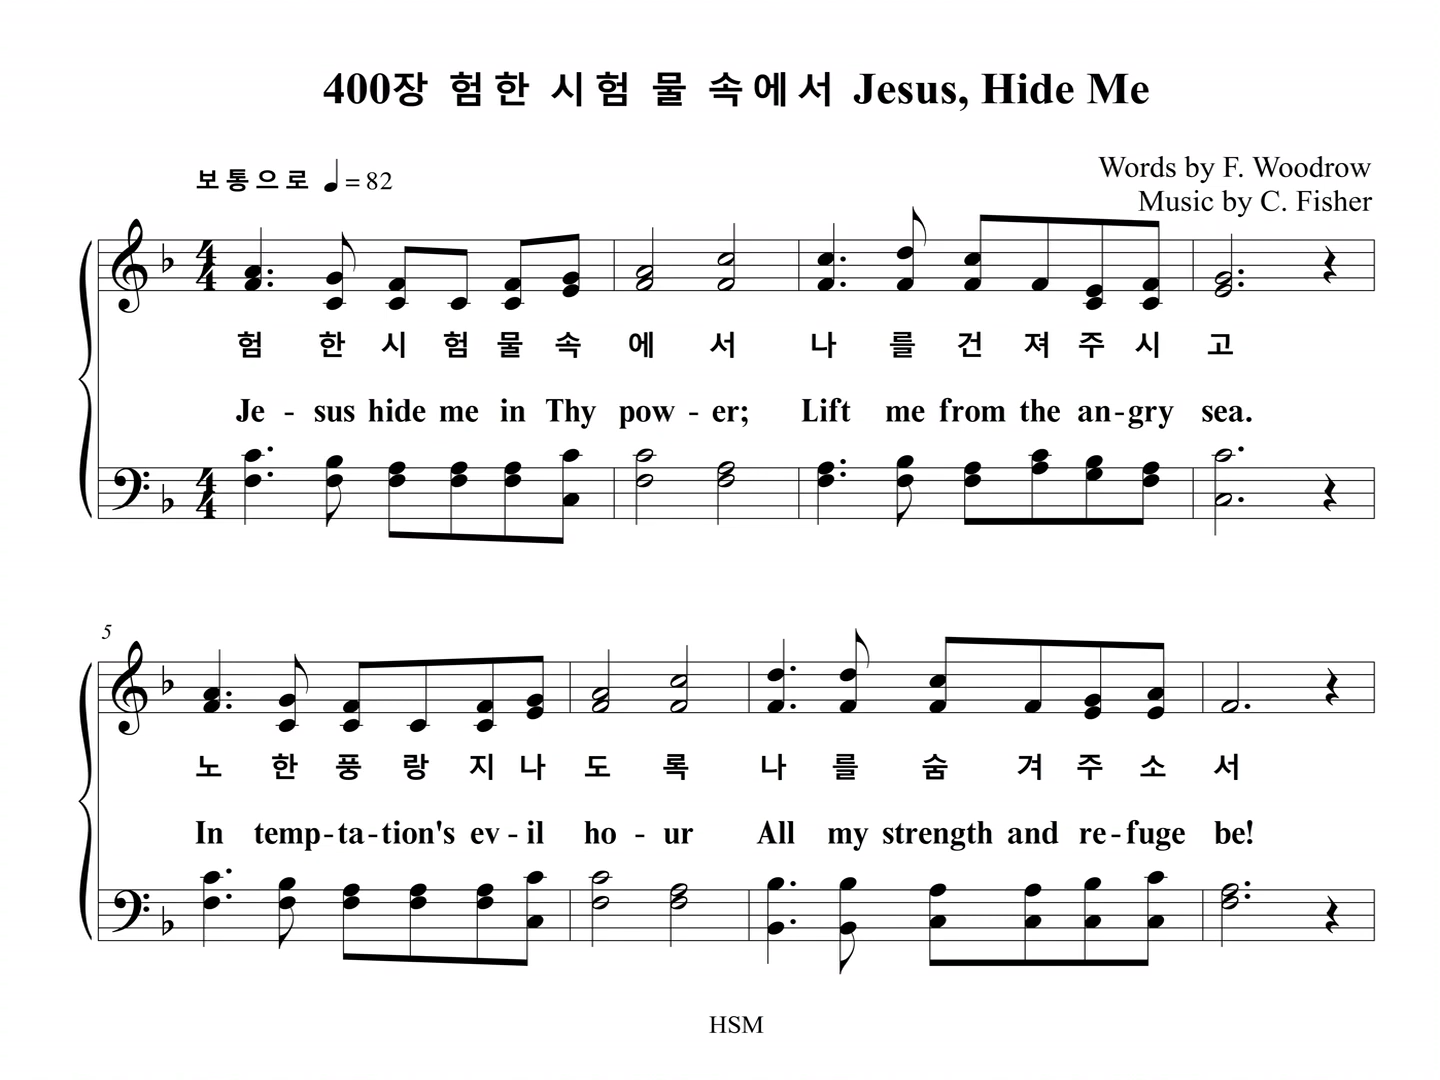 400장 험한 시험 물 속에서 Jesus, Hide Me
보통으로 ♩= 82
Words by F. Woodrow
Music by C. Fisher
험 한 시 험 물 속 에 서 나 를 건 져 주 시 고
Je - sus hide me in Thy pow - er; Lift me from the an-gry sea.
5
노 한 풍 랑 지 나 도 록 나 를 숨 겨 주 소 서
In temp-ta-tion's ev - il ho - ur All my strength and re-fuge be!
HSM